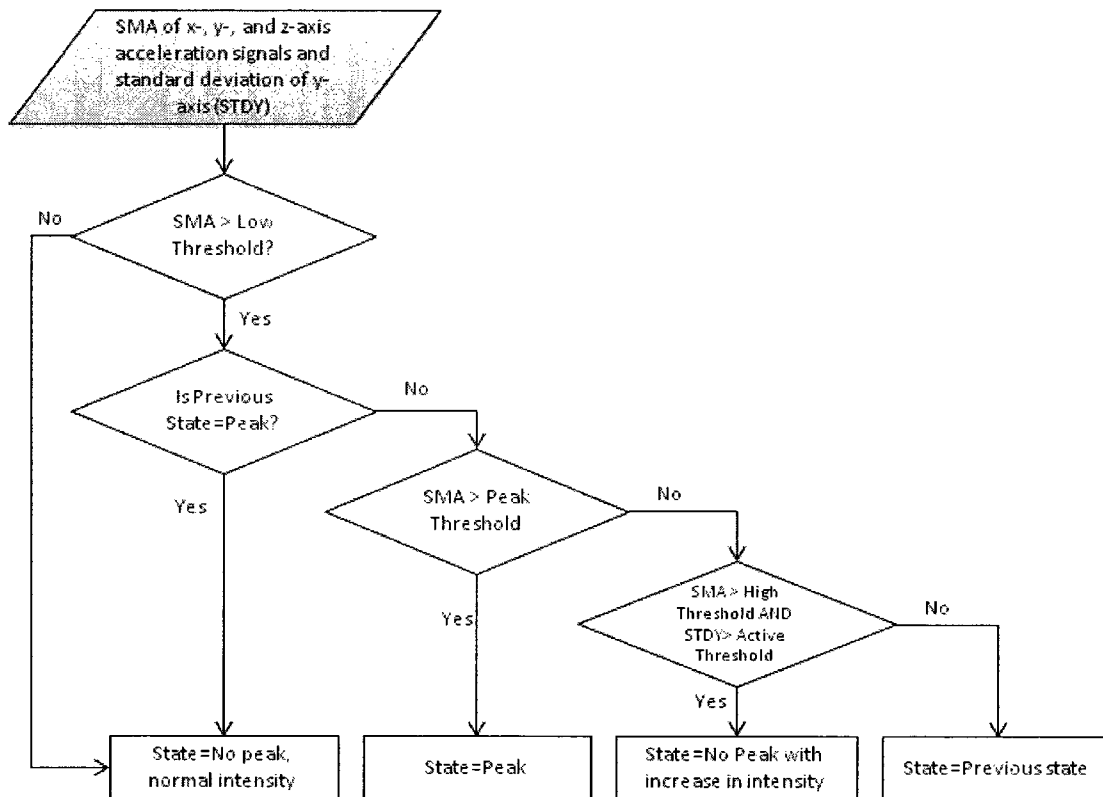 SMA of x-, y-, and z-axis
acceleration signals and
standard deviation of y-
axis (STDY)
No
SMA > Low
Threshold?
Yes
Is Previous
State=Peak?
No
Yes
SMA > Peak
Threshold
No
Yes
SMA > High
Threshold AND
STDY> Active
Threshold
No
Yes
State=No peak,
normal intensity
State=Peak
State=No Peak with
increase in intensity
State=Previous state